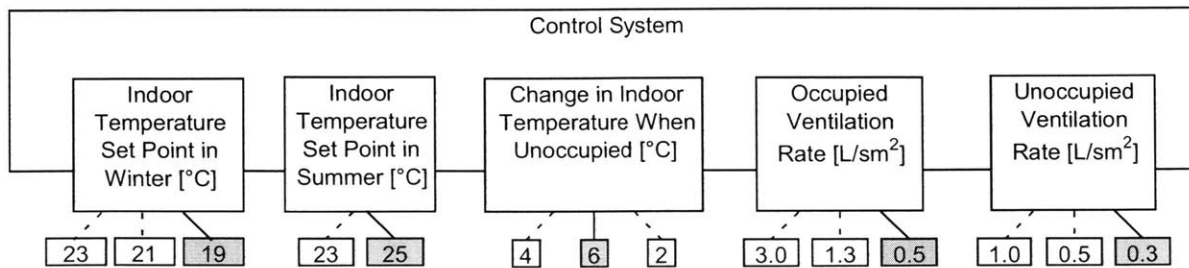 Control System
Indoor
Temperature
Set Point in
Winter [°C]
Indoor
Temperature
Set Point in
Summer [°C]
Change in Indoor
Temperature When
Unoccupied [°C]
Occupied
Ventilation
Rate [L/sm²]
Unoccupied
Ventilation
Rate [L/sm²]
23 21 19
23 25
4 6 2
3.0 1.3 0.5
1.0 0.5 0.3